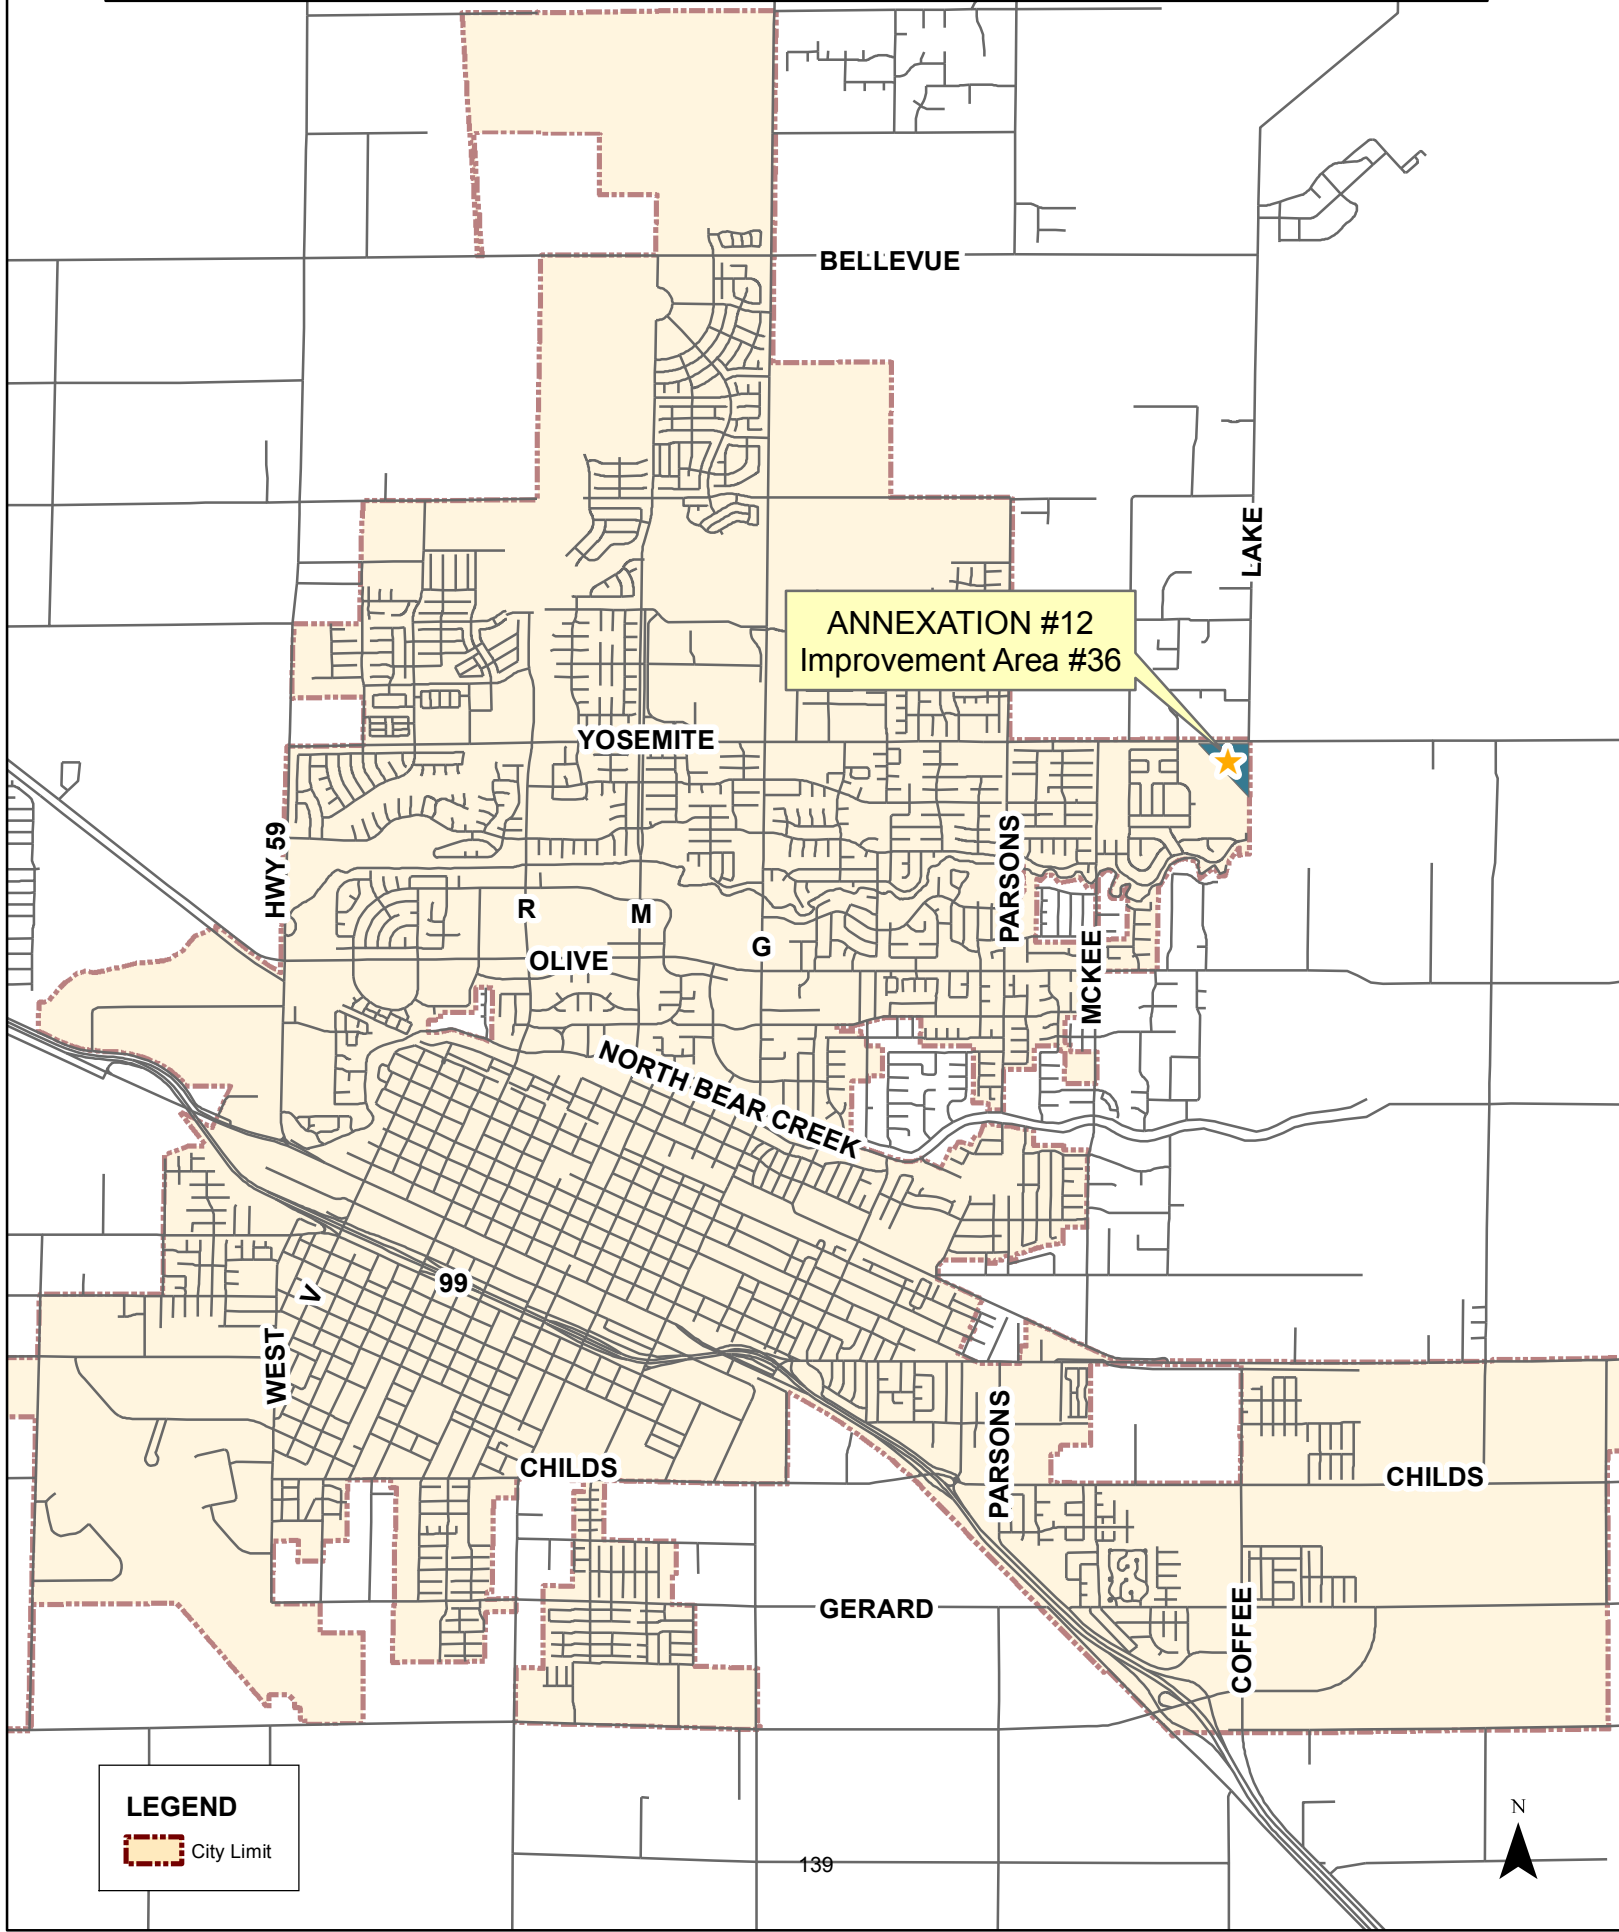 BELLEVUE
LAKE
ANNEXATION #12
Improvement Area #36
YOSEMITE
HWY 59
PARSONS
R
M
G
MCKEE
OLIVE
NORTH BEAR CREEK
99
V
WEST
PARSONS
CHILDS
CHILDS
COFFEE
GERARD
LEGEND
City Limit
N
139